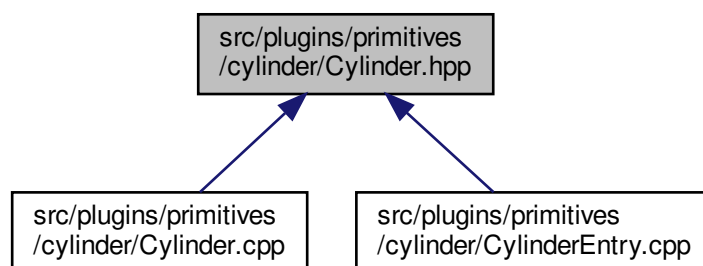 src/plugins/primitives
/cylinder/Cylinder.hpp
src/plugins/primitives
/cylinder/Cylinder.cpp
src/plugins/primitives
/cylinder/CylinderEntry.cpp